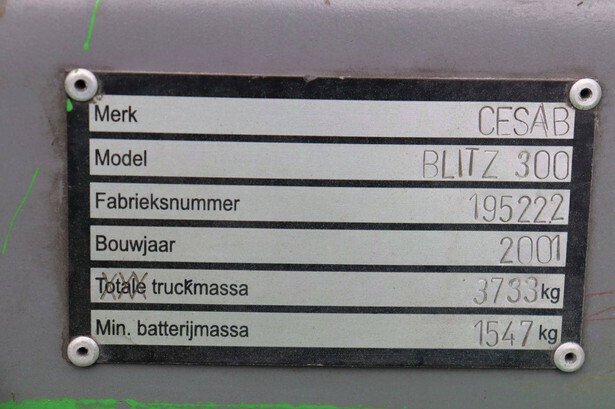 Merk CESAB
Model BLITZ 300
Fabrieksnummer 195222
Bouwjaar 2001
Totale truckmassa 3733 kg
Min. batterijmassa 1547 kg